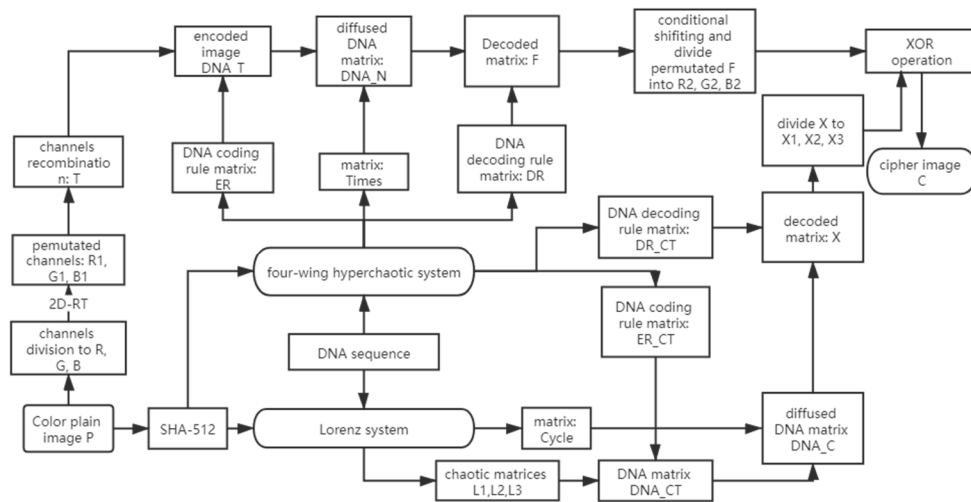 encoded
image
DNA_T
diffused
DNA
matrix:
DNA_N
Decoded
matrix: F
conditional
shifiting and
divide
permutated F
into R2, G2, B2
XOR
operation
channels
recombinatio
n: T
DNA coding
rule matrix:
ER
matrix:
Times
DNA
decoding rule
matrix: DR
divide X to
X1, X2, X3
cipher image
C
pemutated
channels: R1,
G1, B1
2D-RT
channels
division to R,
G, B
four-wing hyperchaotic system
DNA decoding
rule matrix:
DR_CT
decoded
matrix: X
DNA coding
rule matrix:
ER_CT
DNA sequence
Color plain
image P
SHA-512
Lorenz system
matrix:
Cycle
diffused
DNA matrix
DNA_C
chaotic matrices
L1,L2,L3
DNA matrix
DNA_CT